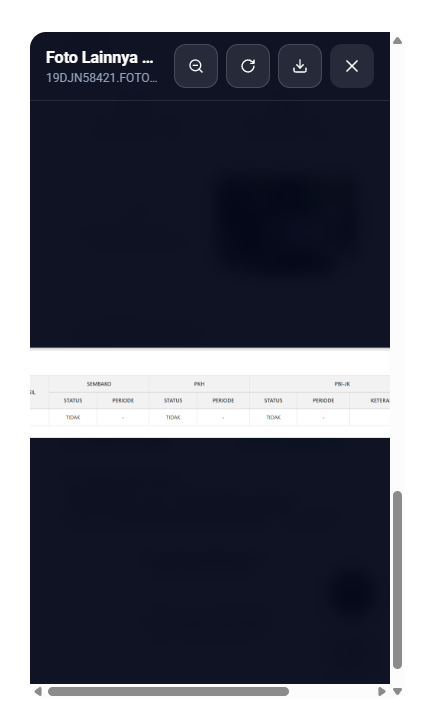 Foto Lainnya ...
19DJN58421.FOTO...
SEMBAKO PKH PBI-JK
STATUS PERIODE STATUS PERIODE STATUS PERIODE
TIDAK - TIDAK - TIDAK -